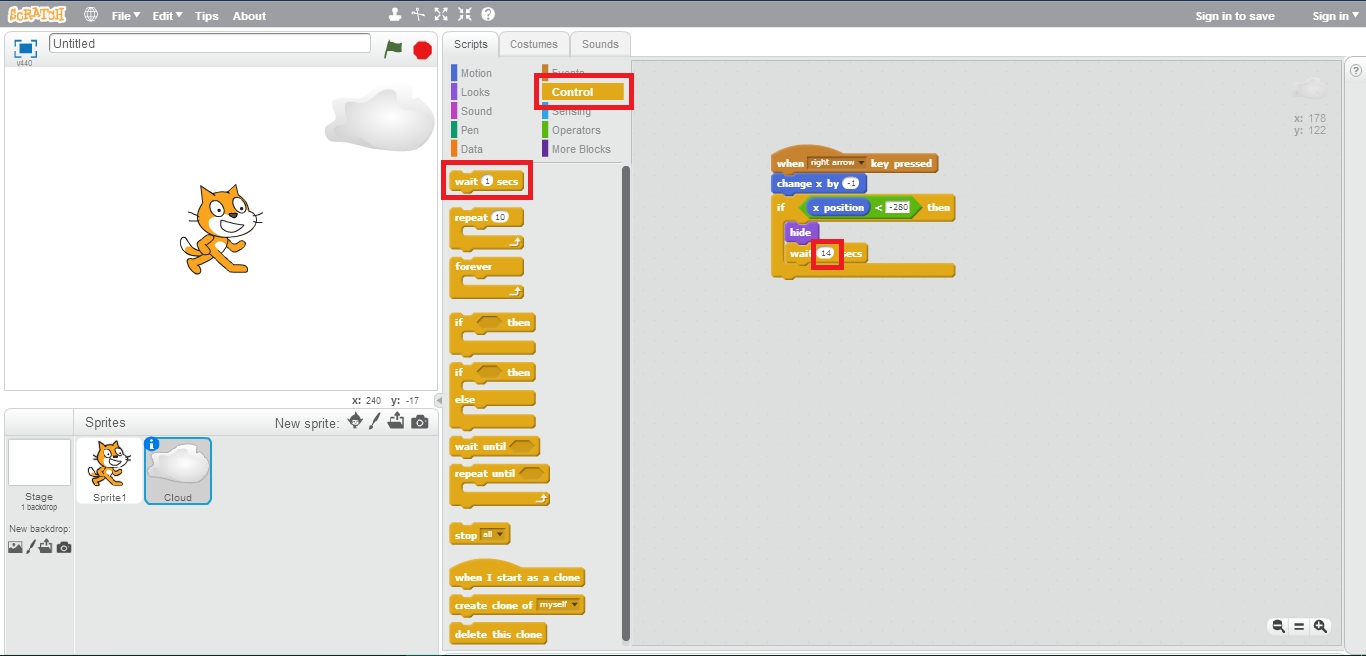 SCRATCH File Edit Tips About Sign in to save Sign in
Untitled
v440
Scripts Costumes Sounds
Motion Events
Looks Control
Sound Sensing
Pen Operators
Data More Blocks
wait 1 secs
repeat 10
forever
if then
if then
else
wait until
repeat until
stop all
when I start as a clone
create clone of myself
delete this clone
when right arrow key pressed
change x by -1
if x position < -280 then
hide
wait 14 secs
x: 178
y: 122
x: 240 y: -17
Sprites New sprite:
Stage
1 backdrop
New backdrop:
Sprite1
Cloud